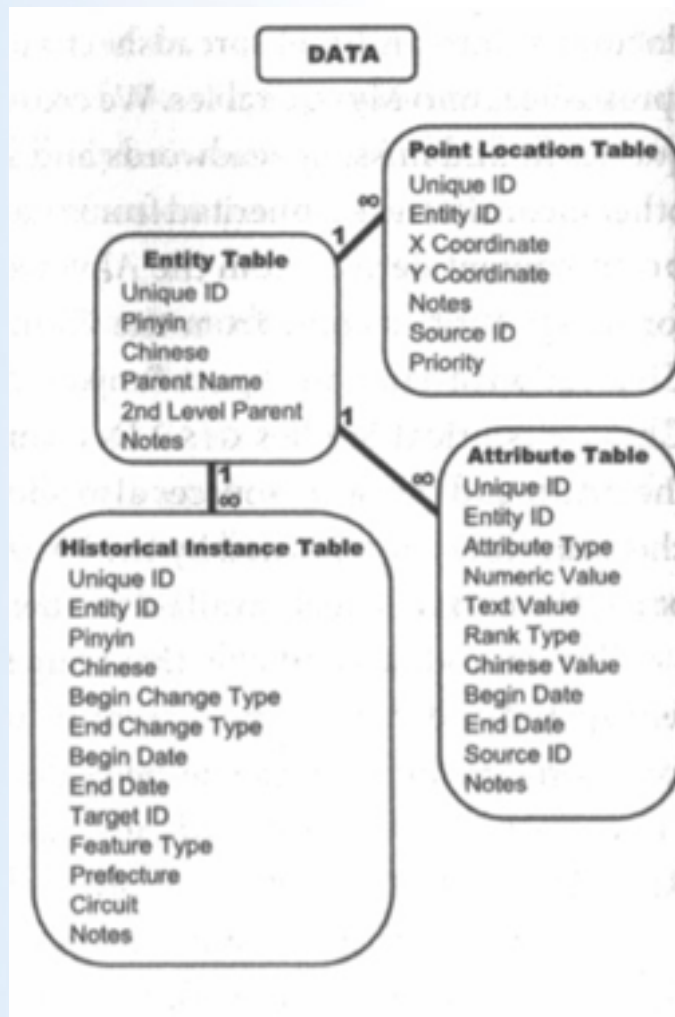 DATA
Point Location Table
Unique ID
Entity ID
X Coordinate
Y Coordinate
Notes
Source ID
Priority
∞
1
Entity Table
Unique ID
Pinyin
Chinese
Parent Name
2nd Level Parent
Notes
1
∞
Attribute Table
Unique ID
Entity ID
Attribute Type
Numeric Value
Text Value
Rank Type
Chinese Value
Begin Date
End Date
Source ID
Notes
1
∞
Historical Instance Table
Unique ID
Entity ID
Pinyin
Chinese
Begin Change Type
End Change Type
Begin Date
End Date
Target ID
Feature Type
Prefecture
Circuit
Notes